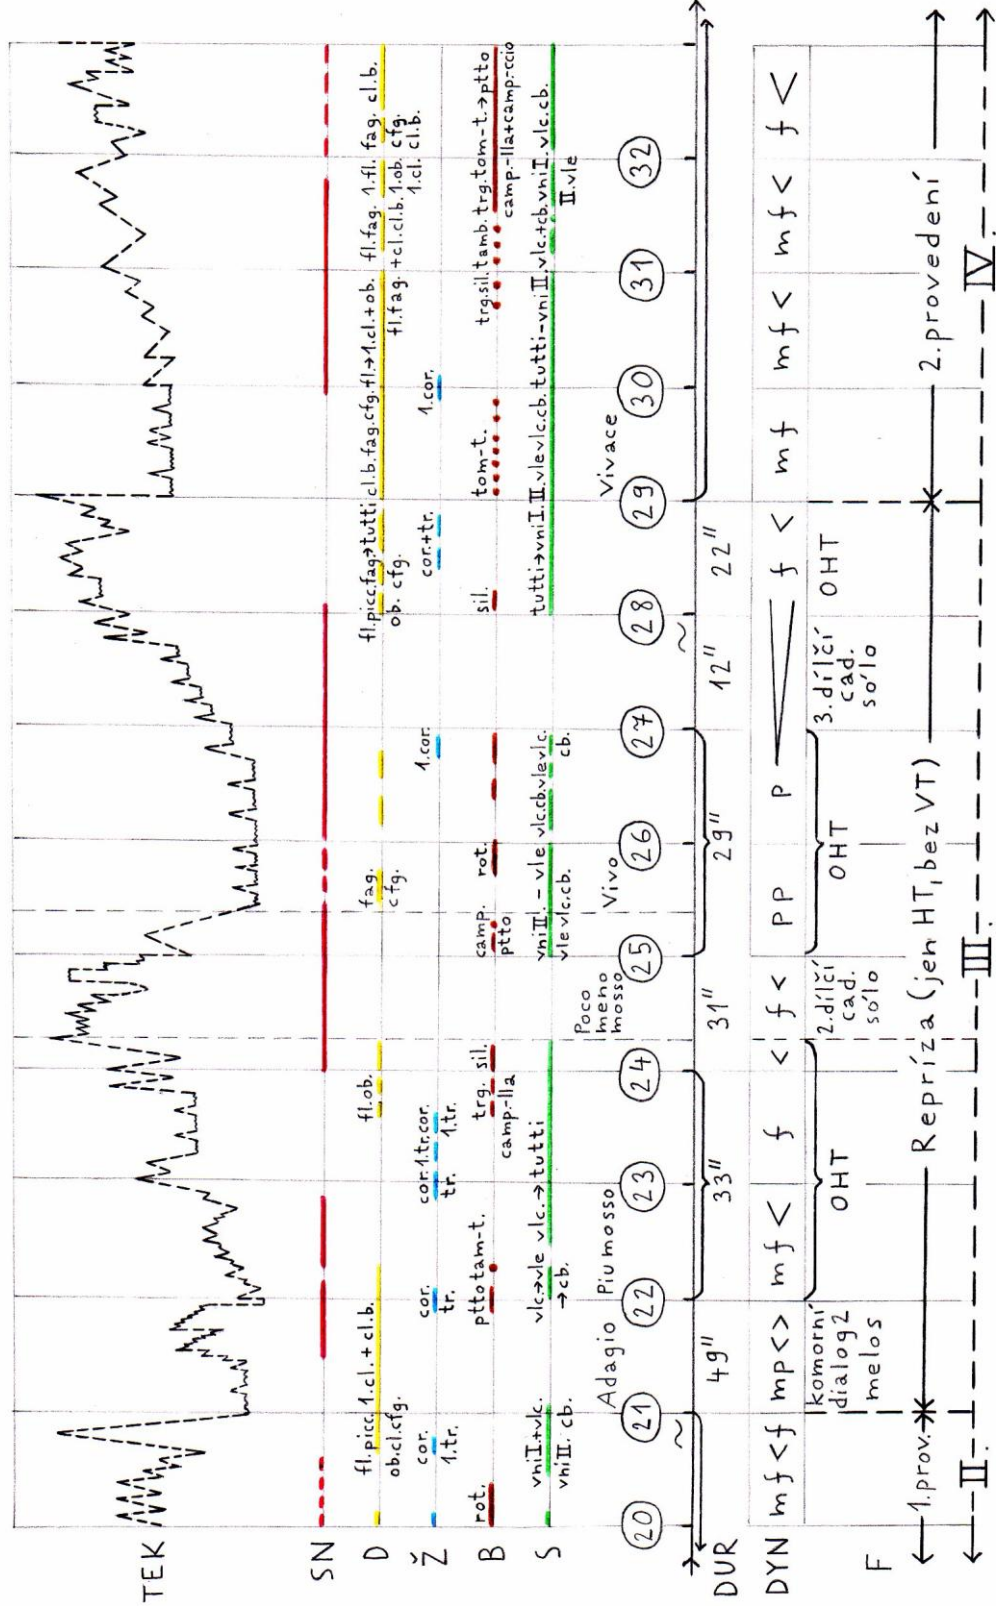 TEK
SN
D
fl.picc. 1.cl.+cl.b.
ob.cl.cfg.
fl.ob.
fag.
cfg.
fl.picc.fag→tutti cl.b.fag.cfg.fl.→1.cl.+ob. fl.fag. 1.fl. fag. cl.b.
ob. cfg.
fl.fag.+cl.cl.b.1.ob. cfg.
1.cl. cl.b.
Ž
cor. cor. cor.1.tr.cor. 1.cor. cor.+tr. 1.cor.
1.tr. tr. tr. 1.tr.
B
rot. ptto tam-t. trg. sil. camp. rot. sil. tom-t. trg.sil.tamb.trg.tom-t.→ptto
camp.-lla ptto camp.-lla+camp.-ccio
S
vniI.+vlc. vlc.→vle vlc.→tutti vniII.-vle vlc.cb.vlevlc. tutti→vniI.II.vlevlc.cb.tutti-vniII.vlc.+cb.vniI.vlc.cb.
vniII. cb. →cb. vlevlc.cb. cb. II.vle
Adagio Piu mosso Poco Vivo Vivace
meno
mosso
20 21 22 23 24 25 26 27 28 29 30 31 32
~ ~
DUR 49" 33" 31" 29" 12" 22"
DYN mf<f mp<> mf< f < f< pp p f < mf mf< mf< f<
F komorní OHT 2.dílčí OHT 3.dílčí OHT
dialog2 cad. cad.
melos sólo sólo
1.prov. Repríza (jen HT, bez VT) 2.provedení
II. III. IV.